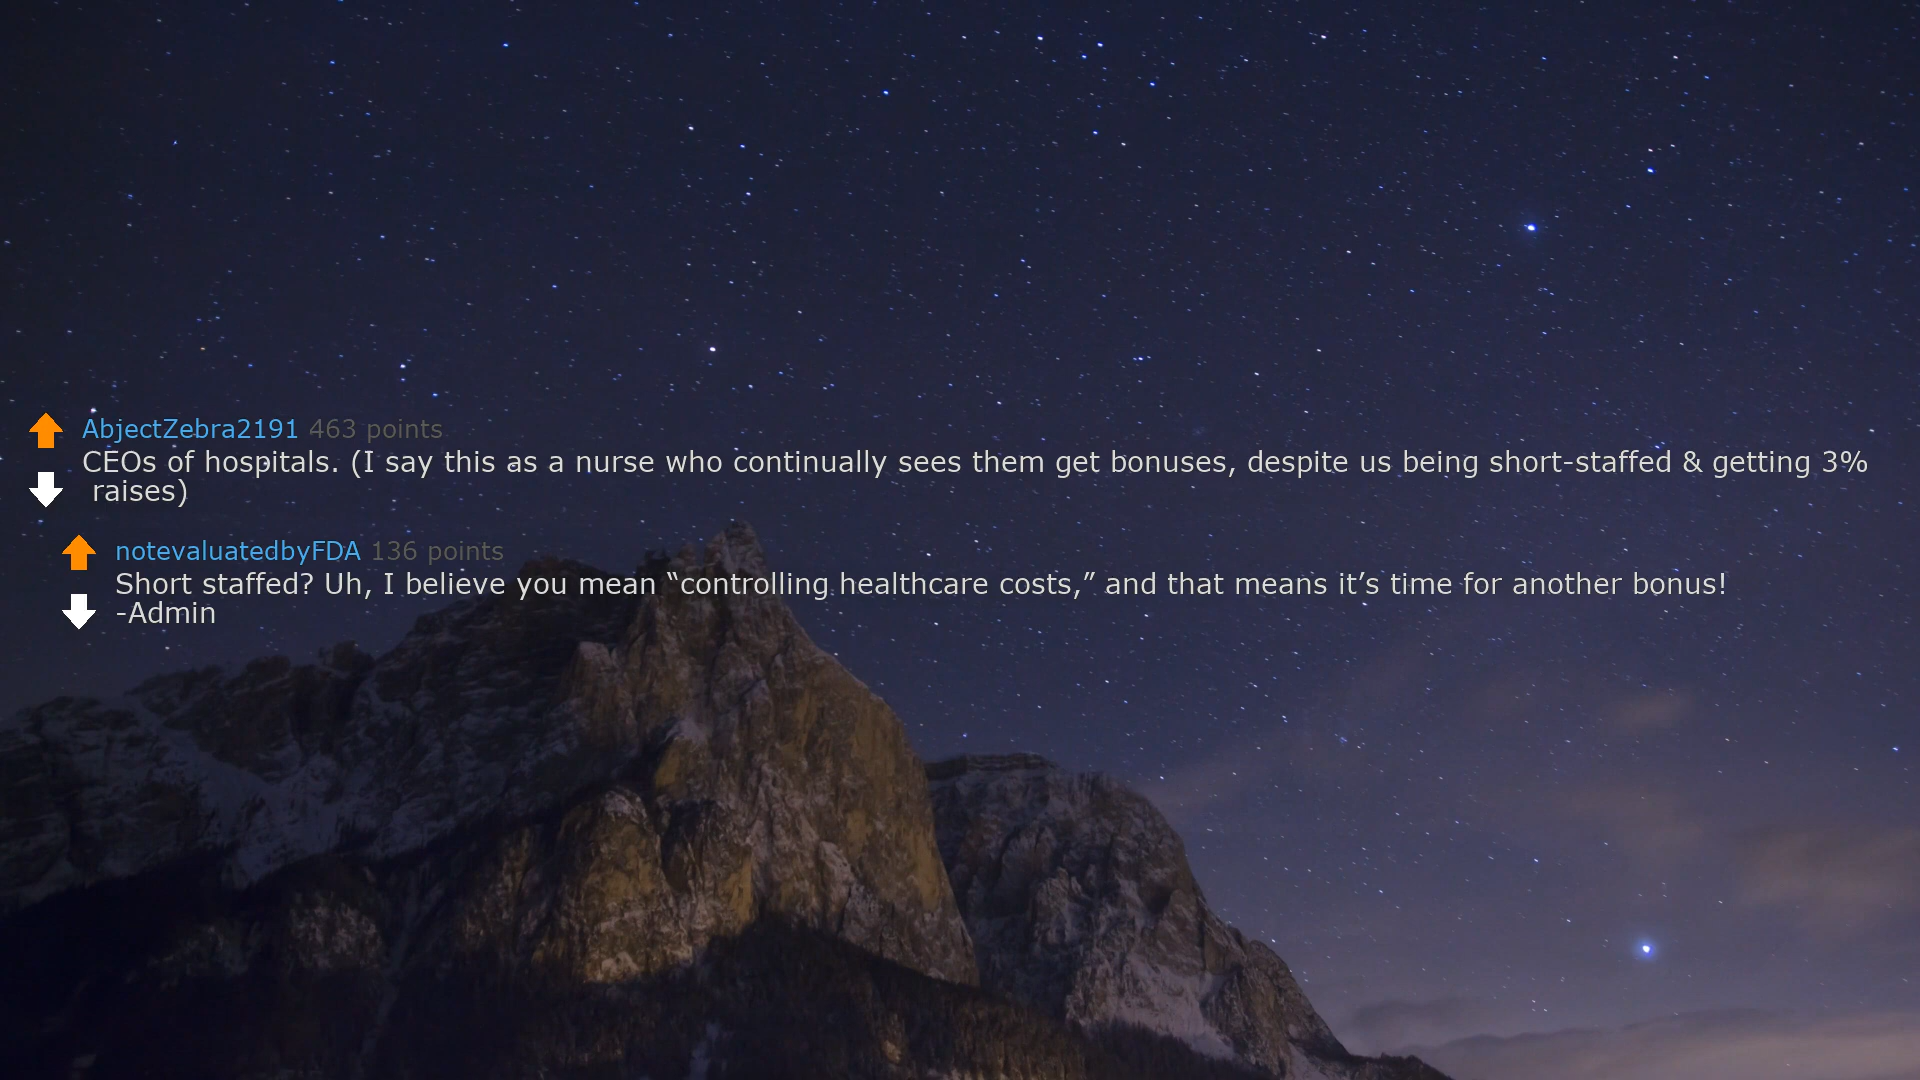 AbjectZebra2191 463 points
CEOs of hospitals. (I say this as a nurse who continually sees them get bonuses, despite us being short-staffed & getting 3%
raises)
notevaluatedbyFDA 136 points
Short staffed? Uh, I believe you mean “controlling healthcare costs,” and that means it’s time for another bonus!
-Admin